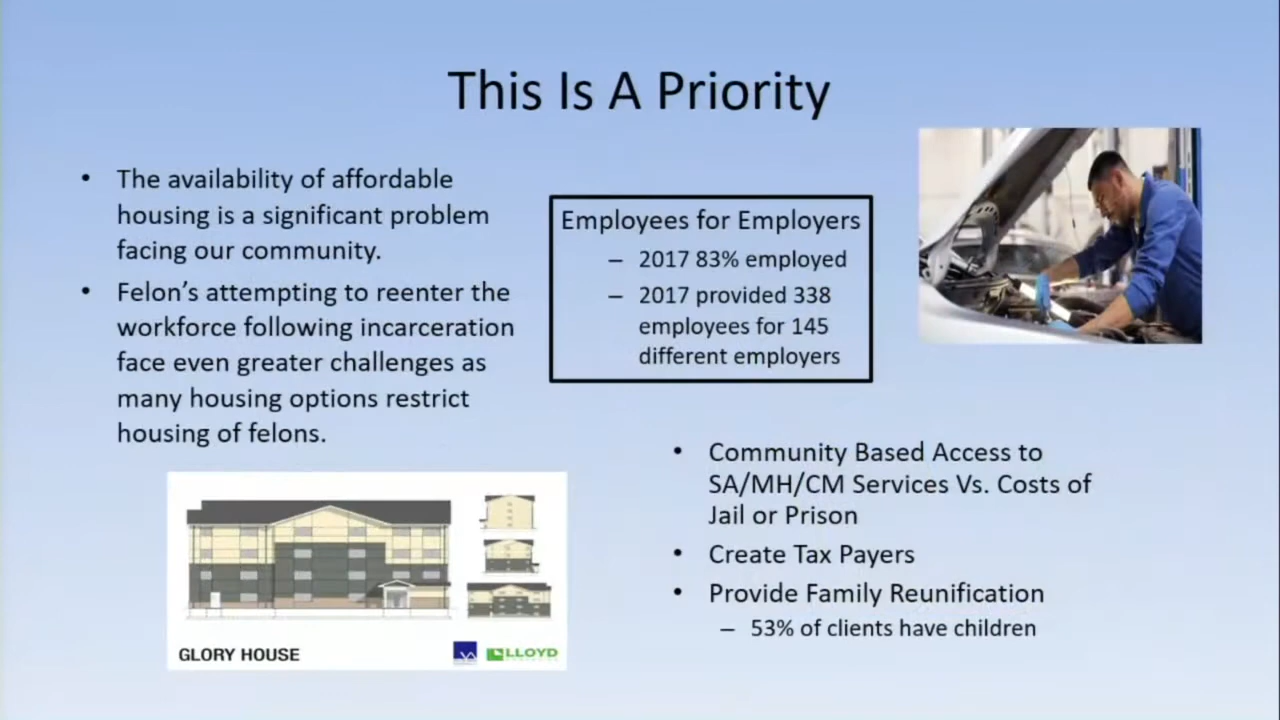 This Is A Priority
• The availability of affordable
housing is a significant problem
facing our community.
• Felon's attempting to reenter the
workforce following incarceration
face even greater challenges as
many housing options restrict
housing of felons.
Employees for Employers
– 2017 83% employed
– 2017 provided 338
employees for 145
different employers
• Community Based Access to
SA/MH/CM Services Vs. Costs of
Jail or Prison
• Create Tax Payers
• Provide Family Reunification
– 53% of clients have children
GLORY HOUSE
LLOYD